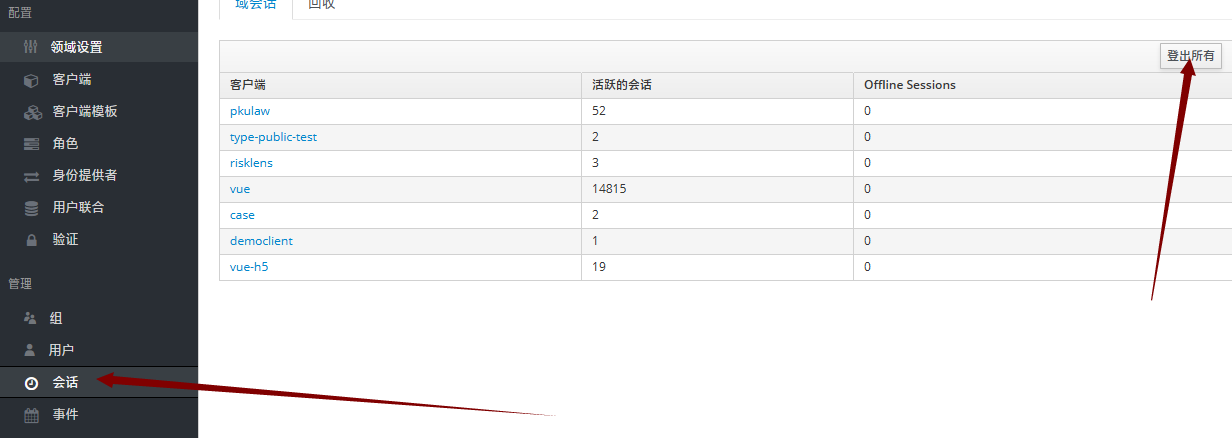 配置
域会话 回收
领域设置
登出所有
客户端
客户端 活跃的会话 Offline Sessions
客户端模板
pkulaw 52 0
角色
type-public-test 2 0
身份提供者
risklens 3 0
用户联合
vue 14815 0
验证
case 2 0
democlient 1 0
vue-h5 19 0
管理
组
用户
会话
事件